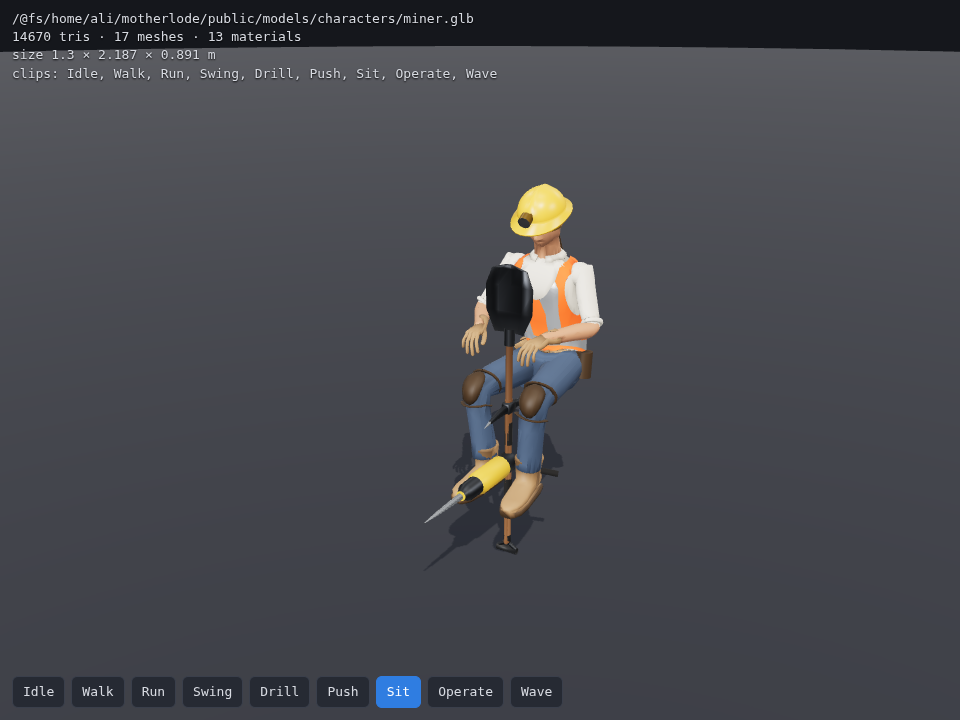 /@fs/home/ali/motherlode/public/models/characters/miner.glb
14670 tris · 17 meshes · 13 materials
size 1.3 × 2.187 × 0.891 m
clips: Idle, Walk, Run, Swing, Drill, Push, Sit, Operate, Wave
Idle Walk Run Swing Drill Push Sit Operate Wave